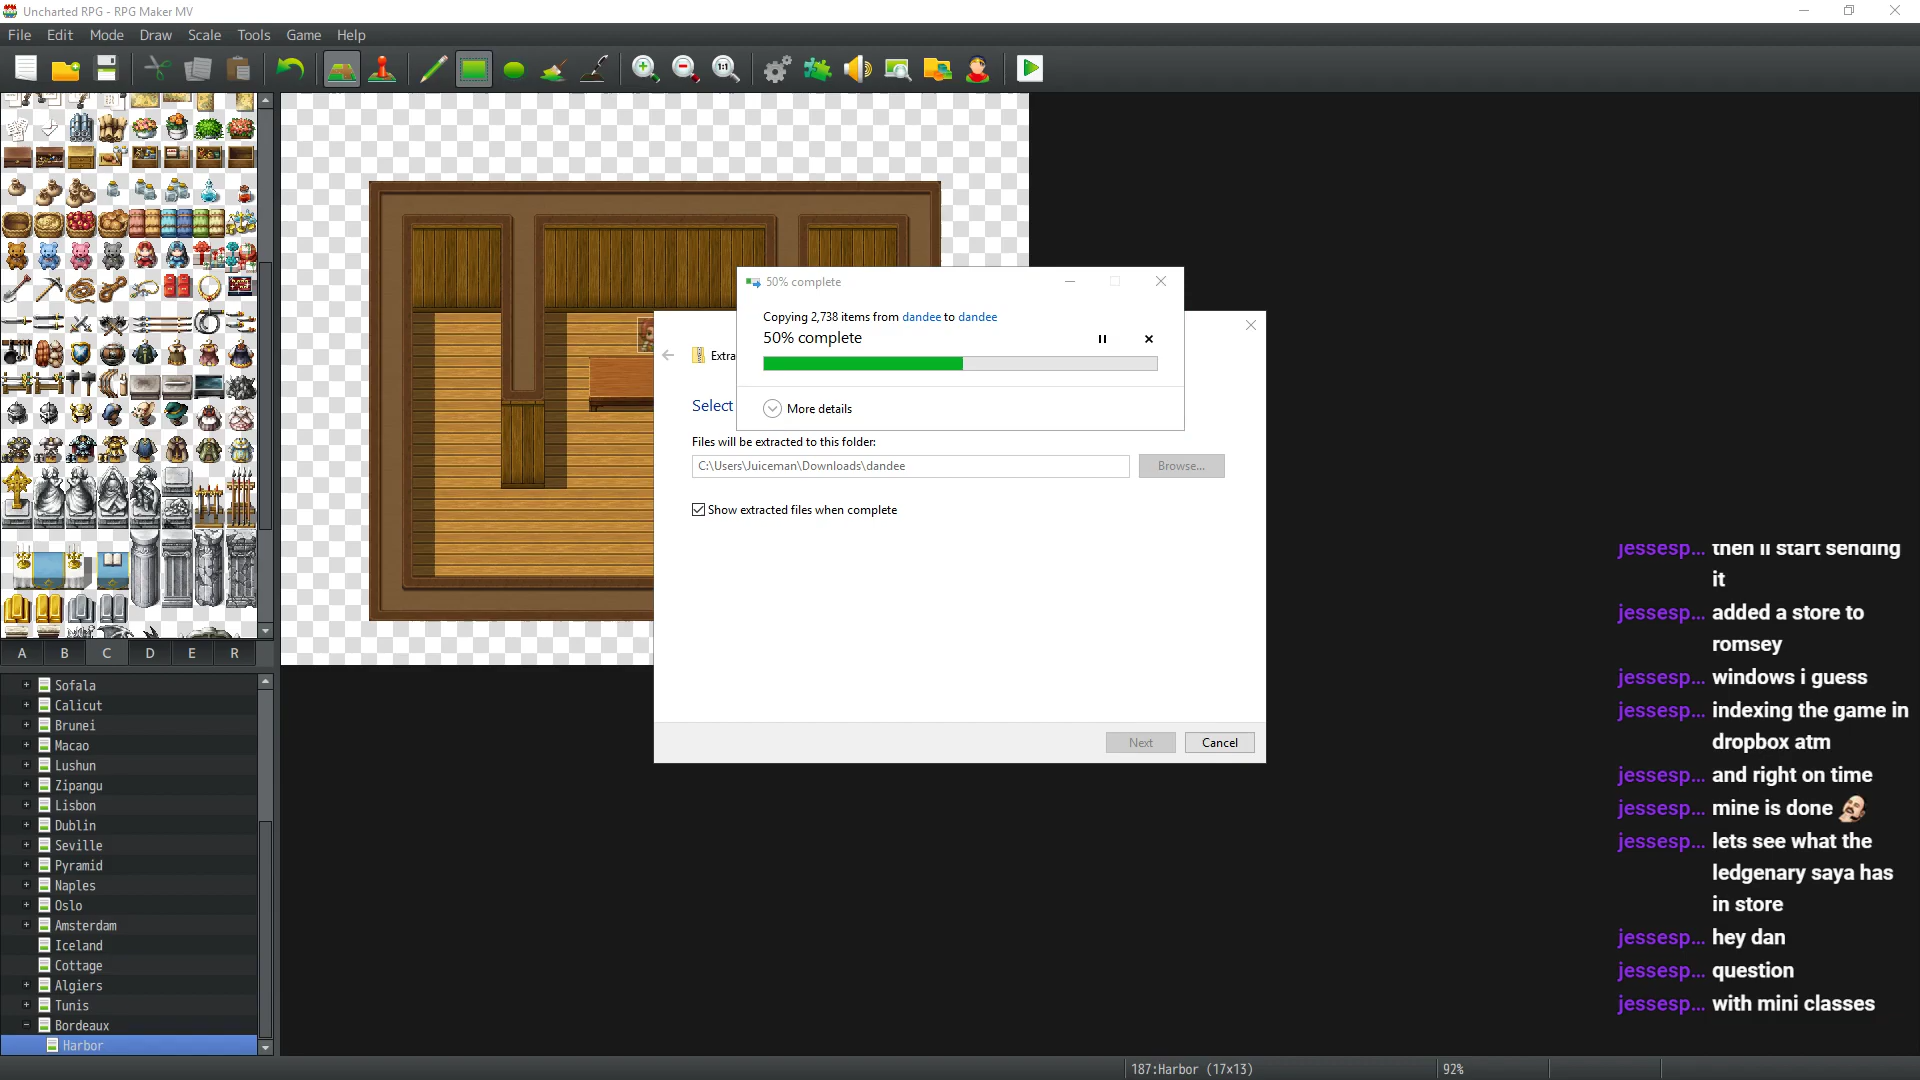 Uncharted RPG - RPG Maker MV
File Edit Mode Draw Scale Tools Game Help
1:1
50% complete
Copying 2,738 items from dandee to dandee
50% complete
More details
Extra
Select
Files will be extracted to this folder:
C:\Users\Juiceman\Downloads\dandee
Browse...
Show extracted files when complete
Next Cancel
A B C D E R
Sofala
Calicut
Brunei
Macao
Lushun
Zipangu
Lisbon
Dublin
Seville
Pyramid
Naples
Oslo
Amsterdam
Iceland
Cottage
Algiers
Tunis
Bordeaux
Harbor
187:Harbor (17x13) 92%
jessesp... then il start sending
it
jessesp... added a store to
romsey
jessesp... windows i guess
jessesp... indexing the game in
dropbox atm
jessesp... and right on time
jessesp... mine is done
jessesp... lets see what the
ledgenary saya has
in store
jessesp... hey dan
jessesp... question
jessesp... with mini classes